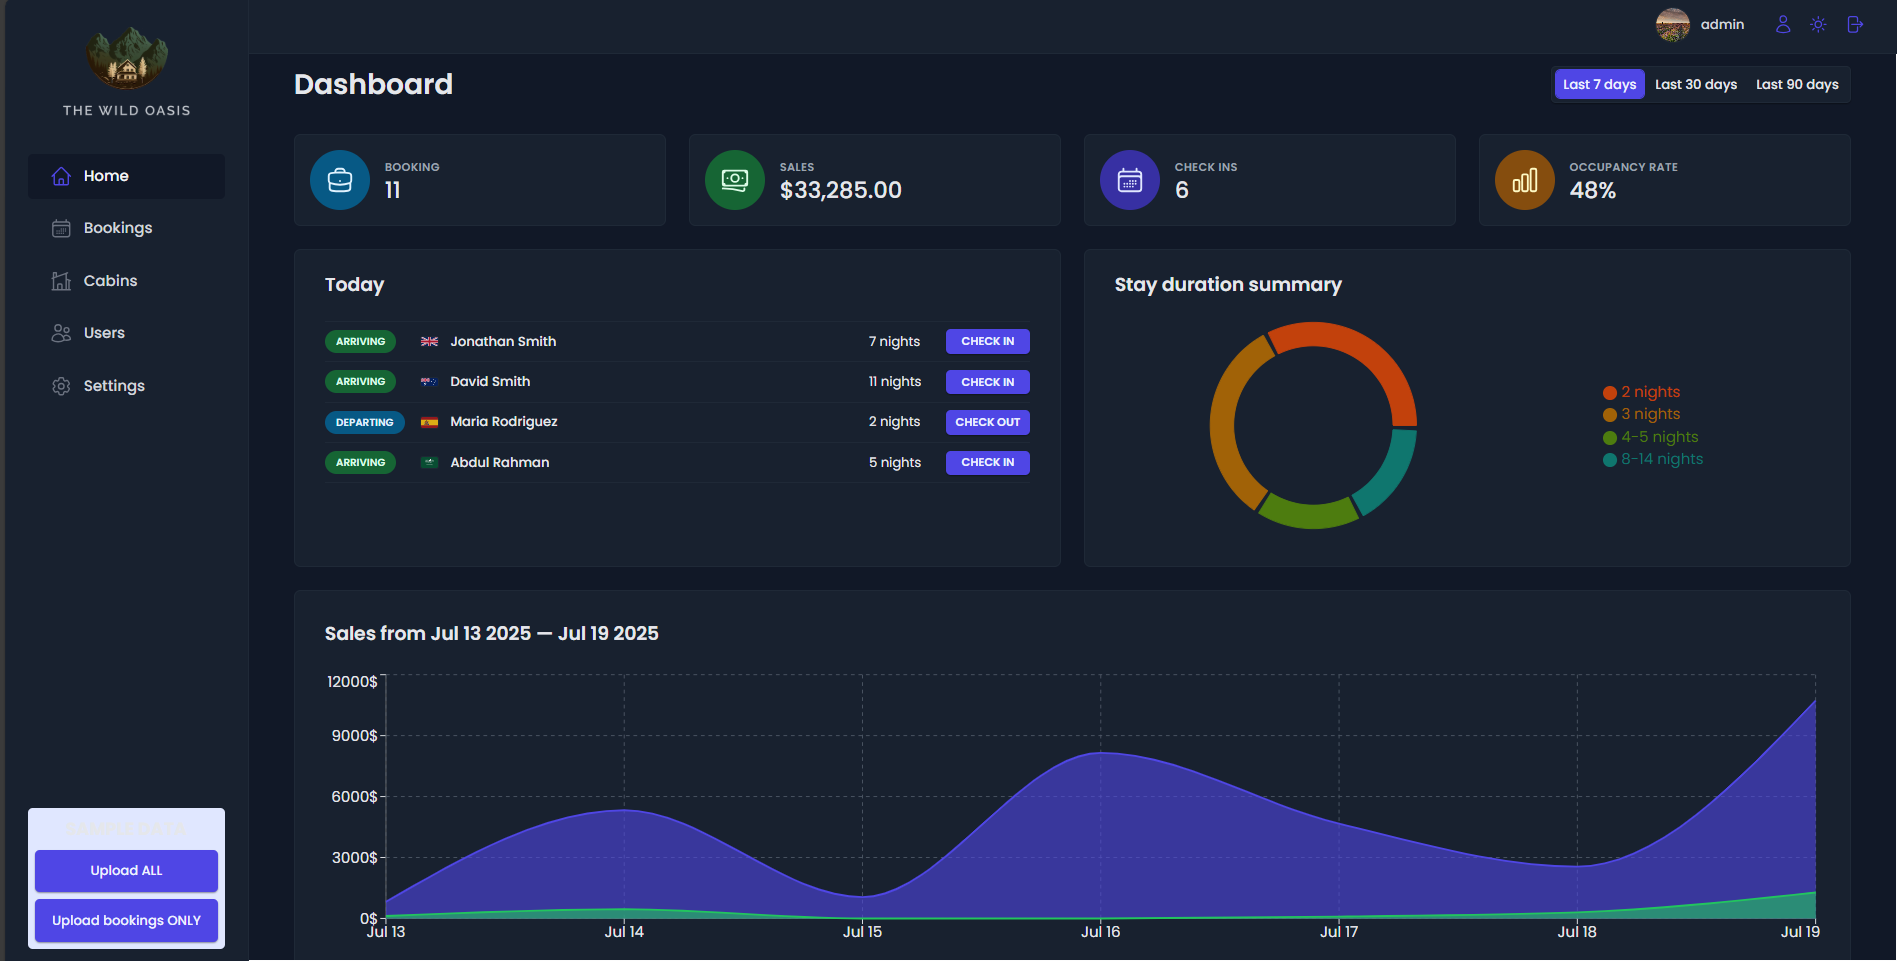 THE WILD OASIS
Home
Bookings
Cabins
Users
Settings
Upload ALL
Upload bookings ONLY
admin
Dashboard
Last 7 days Last 30 days Last 90 days
BOOKING
11
SALES
$33,285.00
CHECK INS
6
OCCUPANCY RATE
48%
Today
ARRIVING Jonathan Smith 7 nights CHECK IN
ARRIVING David Smith 11 nights CHECK IN
DEPARTING Maria Rodriguez 2 nights CHECK OUT
ARRIVING Abdul Rahman 5 nights CHECK IN
Stay duration summary
2 nights
3 nights
4-5 nights
8-14 nights
Sales from Jul 13 2025 — Jul 19 2025
12000$
9000$
6000$
3000$
0$
Jul 13 Jul 14 Jul 15 Jul 16 Jul 17 Jul 18 Jul 19